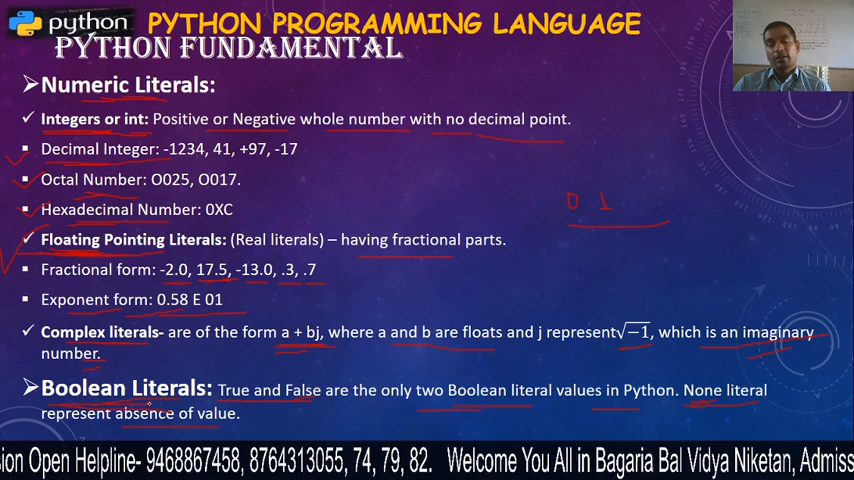 python
PYTHON PROGRAMMING LANGUAGE
PYTHON FUNDAMENTAL
➢Numeric Literals:
✓ Integers or int: Positive or Negative whole number with no decimal point.
▪ Decimal Integer: -1234, 41, +97, -17
▪ Octal Number: O025, O017.
▪ Hexadecimal Number: 0XC
0 1
✓ Floating Pointing Literals: (Real literals) – having fractional parts.
▪ Fractional form: -2.0, 17.5, -13.0, .3, .7
▪ Exponent form: 0.58 E 01
✓ Complex literals- are of the form a + bj, where a and b are floats and j represent√−1, which is an imaginary
number.
➢Boolean Literals: True and False are the only two Boolean literal values in Python. None literal
represent absence of value.
sion Open Helpline- 9468867458, 8764313055, 74, 79, 82. Welcome You All in Bagaria Bal Vidya Niketan, Admiss